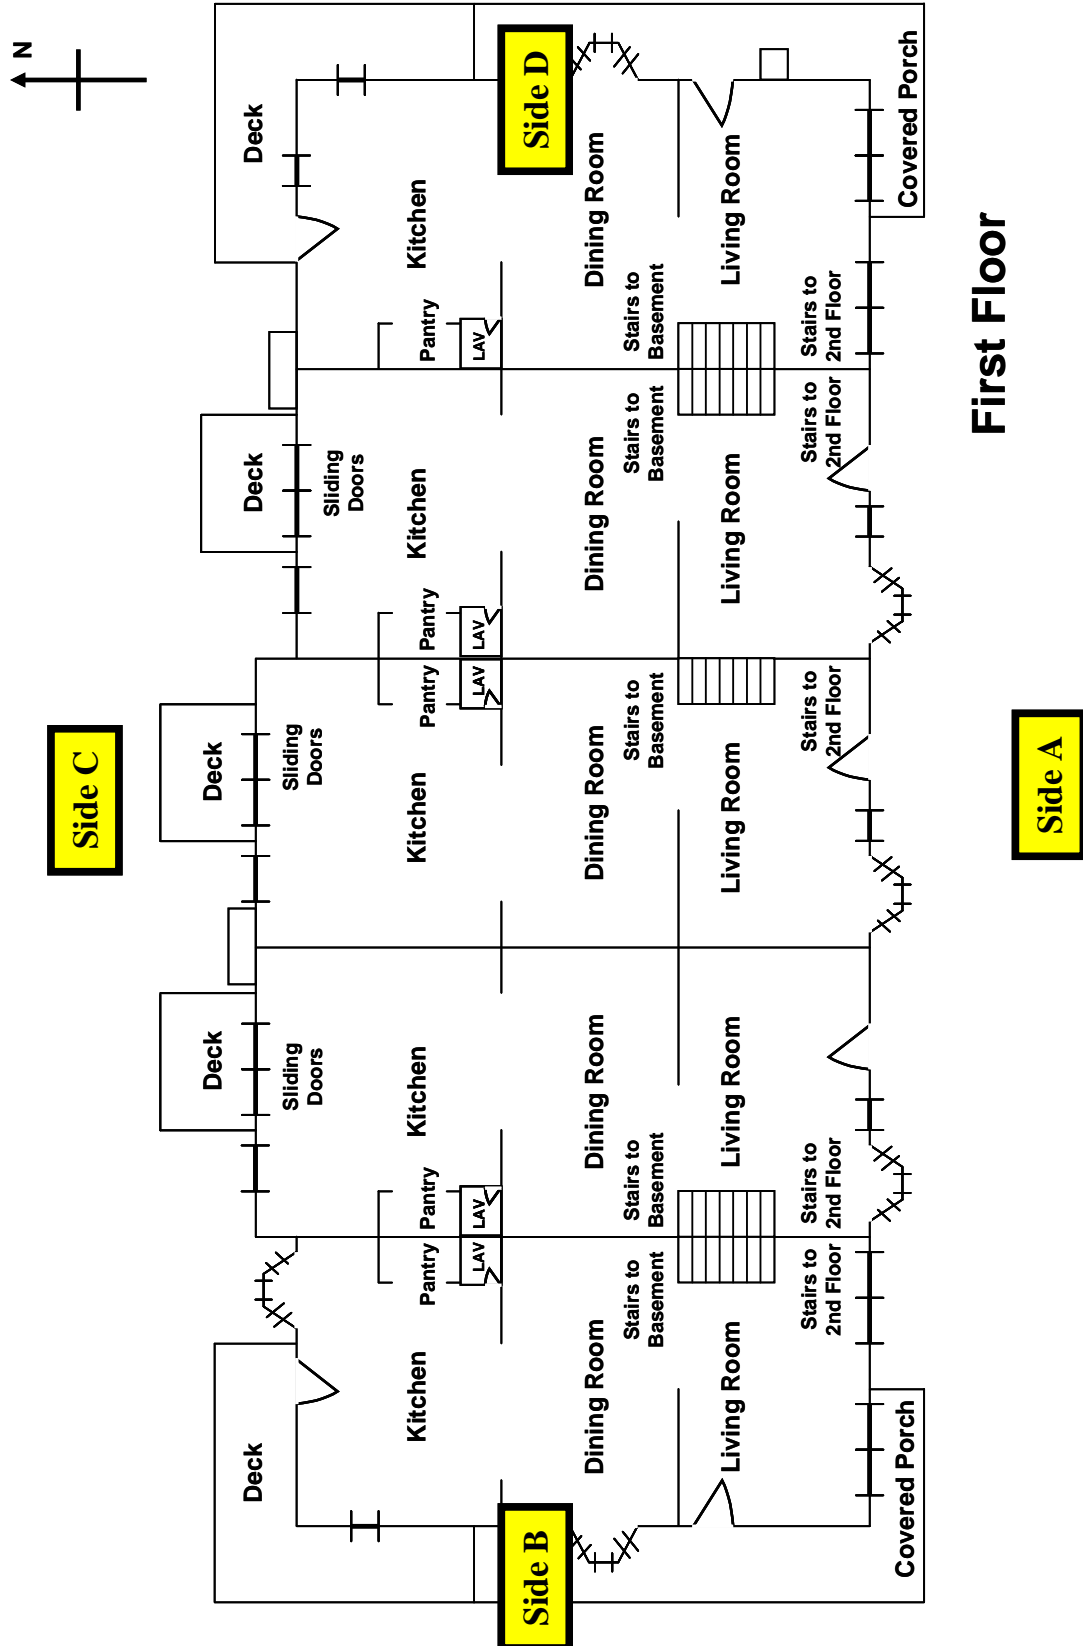 N
Side C
Deck
Deck
Deck
Deck
Deck
Sliding
Doors
Sliding
Doors
Sliding
Doors
Kitchen
Kitchen
Kitchen
Kitchen
Kitchen
Pantry
Pantry
Pantry
Pantry
Pantry
LAV
LAV
LAV
LAV
LAV
Side B
Side D
Dining Room
Dining Room
Dining Room
Dining Room
Dining Room
Stairs to
Basement
Stairs to
Basement
Stairs to
Basement
Stairs to
Basement
Stairs to
Basement
Living Room
Living Room
Living Room
Living Room
Living Room
Stairs to
2nd Floor
Stairs to
2nd Floor
Stairs to
2nd Floor
Stairs to
2nd Floor
Stairs to
2nd Floor
Covered Porch
Covered Porch
First Floor
Side A